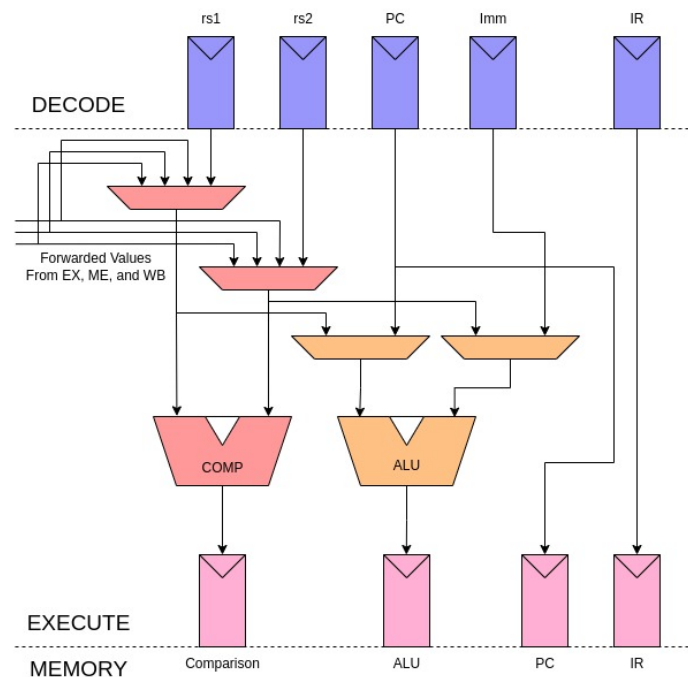 rs1
rs2
PC
Imm
IR
DECODE
Forwarded Values
From EX, ME, and WB
COMP
ALU
EXECUTE
MEMORY
Comparison
ALU
PC
IR